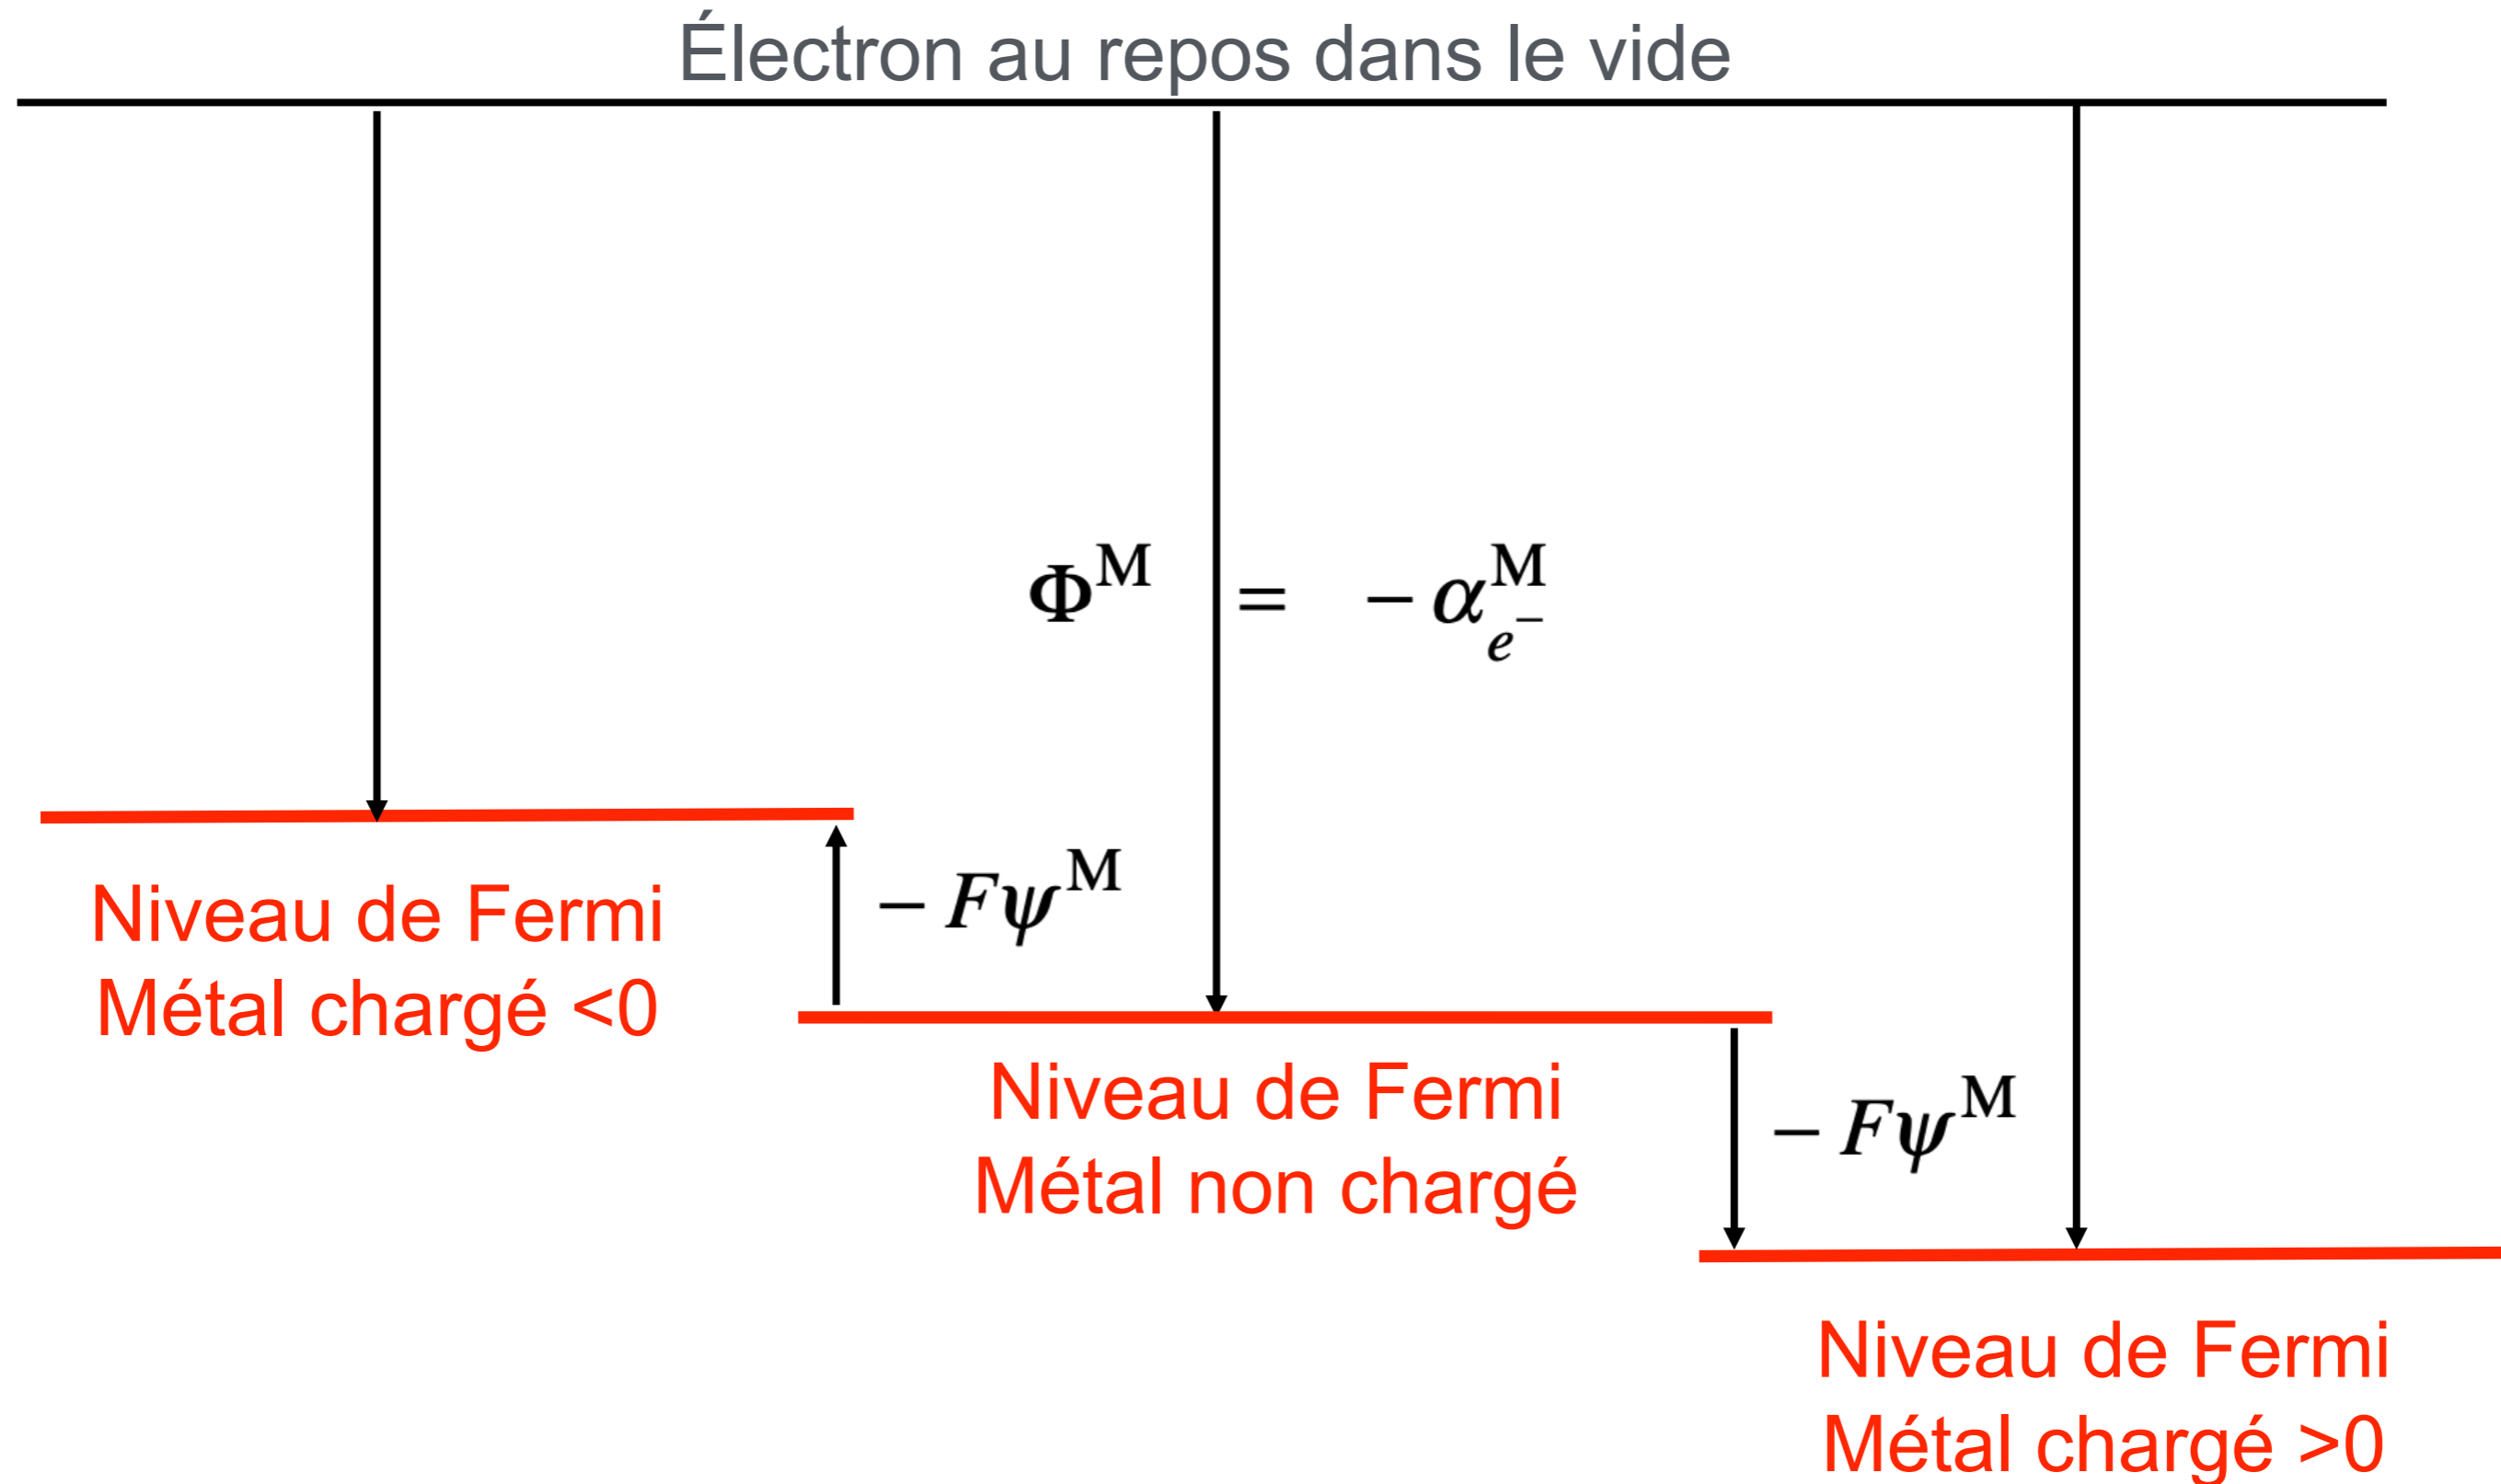 Électron au repos dans le vide
Φ^M = − α_{e^−}^M
− Fψ^M
Niveau de Fermi
Métal chargé <0
Niveau de Fermi
Métal non chargé
− Fψ^M
Niveau de Fermi
Métal chargé >0